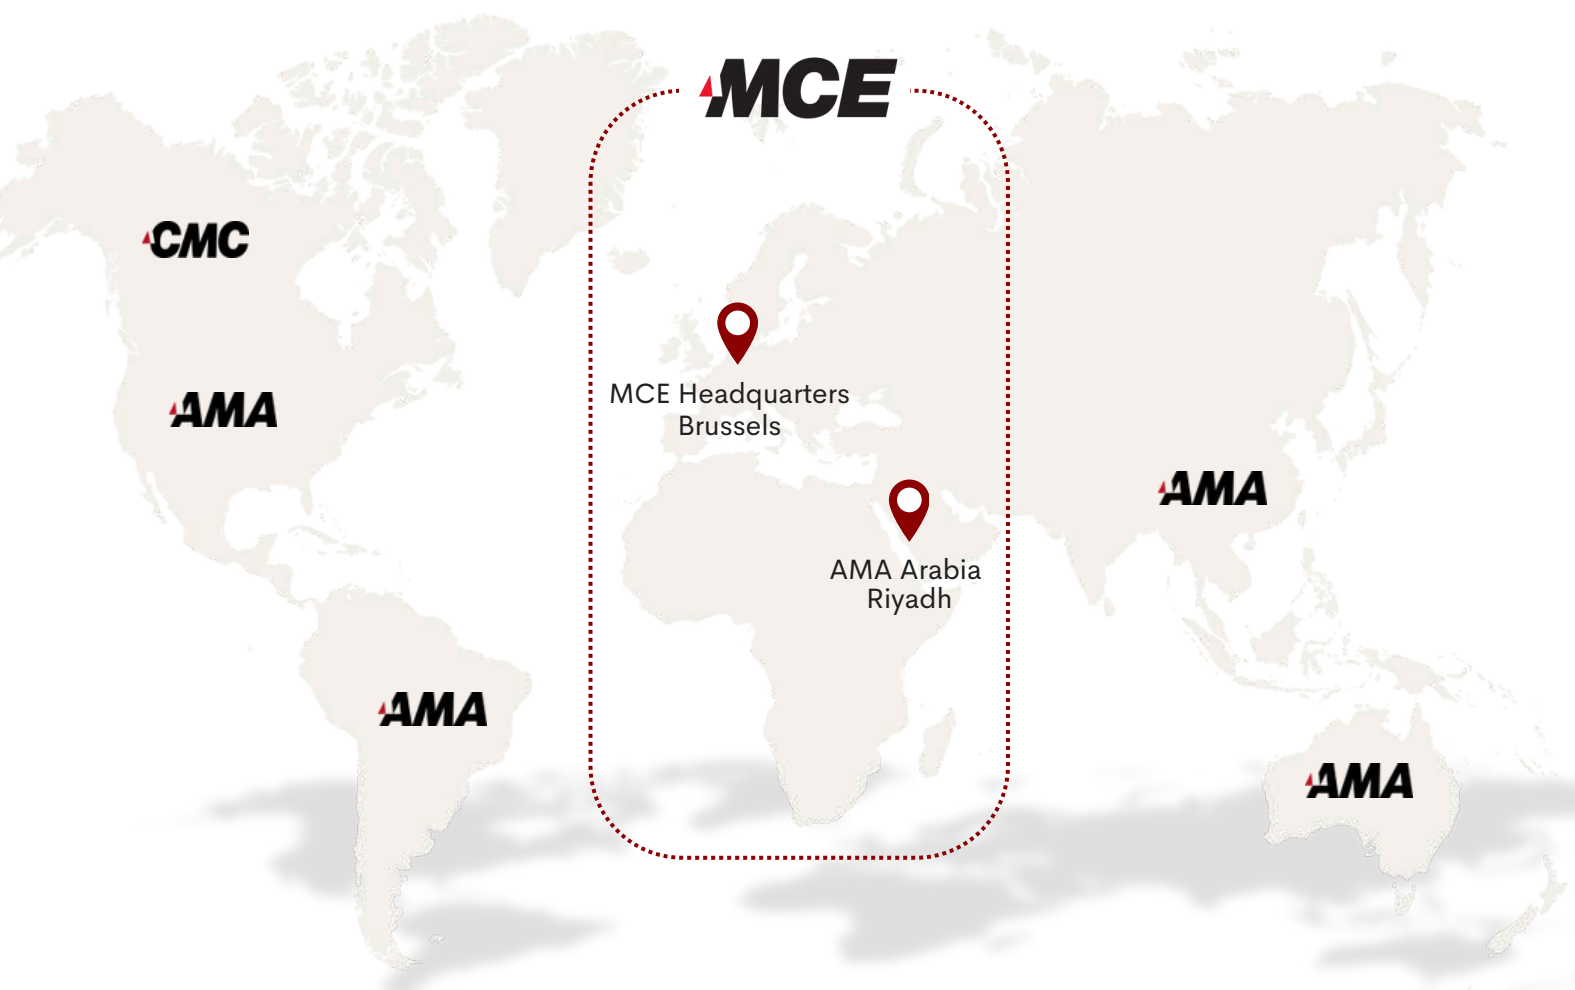 MCE
CMC
MCE Headquarters
Brussels
AMA
AMA
AMA Arabia
Riyadh
AMA
AMA